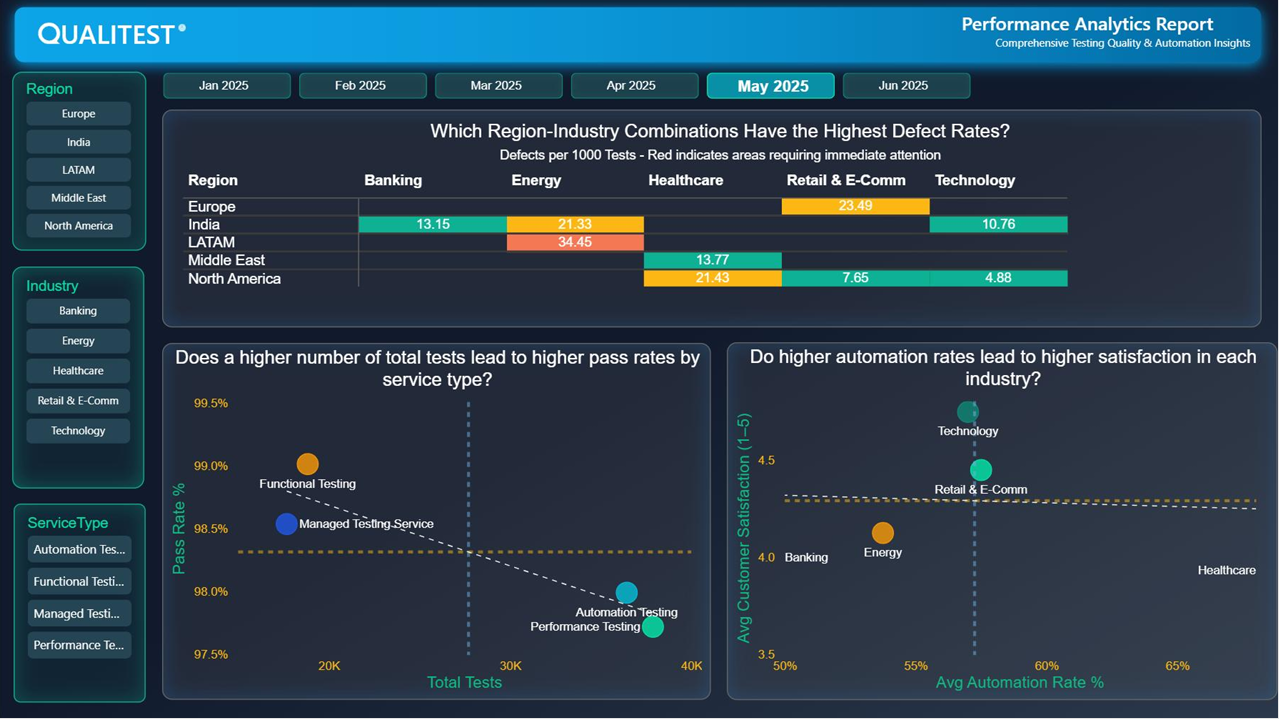 QUALITEST®
Performance Analytics Report
Comprehensive Testing Quality & Automation Insights
Region
Europe
India
LATAM
Middle East
North America
Industry
Banking
Energy
Healthcare
Retail & E-Comm
Technology
ServiceType
Automation Tes...
Functional Testi...
Managed Testi...
Performance Te...
Jan 2025 Feb 2025 Mar 2025 Apr 2025 May 2025 Jun 2025
Which Region-Industry Combinations Have the Highest Defect Rates?
Defects per 1000 Tests - Red indicates areas requiring immediate attention
Region Banking Energy Healthcare Retail & E-Comm Technology
Europe 23.49
India 13.15 21.33 10.76
LATAM 34.45
Middle East 13.77
North America 21.43 7.65 4.88
Does a higher number of total tests lead to higher pass rates by
service type?
Pass Rate %
99.5%
99.0%
98.5%
98.0%
97.5%
Functional Testing
Managed Testing Service
Automation Testing
Performance Testing
20K 30K 40K
Total Tests
Do higher automation rates lead to higher satisfaction in each
industry?
Avg Customer Satisfaction (1–5)
4.5
4.0
3.5
Technology
Retail & E-Comm
Energy
Banking
Healthcare
50% 55% 60% 65%
Avg Automation Rate %